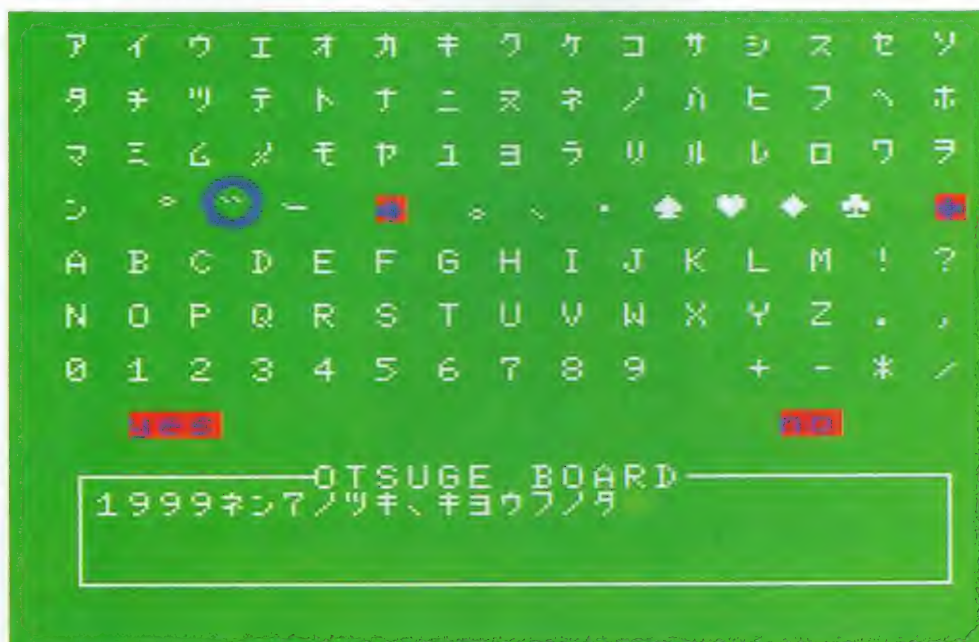 ア イ ウ エ オ カ キ ク ケ コ サ シ ス セ ソ
タ チ ツ テ ト ナ ニ ヌ ネ ノ ハ ヒ フ ヘ ホ
マ ミ ム メ モ ヤ ユ ヨ ラ リ ル レ ロ ワ ヲ
ン ゜ ゛ ー 。 、 ・ ♠ ♥ ♦ ♣
A B C D E F G H I J K L M ! ?
N O P Q R S T U V W X Y Z . ,
0 1 2 3 4 5 6 7 8 9 + - * /
yes no
OTSUGE BOARD
1999ネン7ノツキ、キヨウフノタ